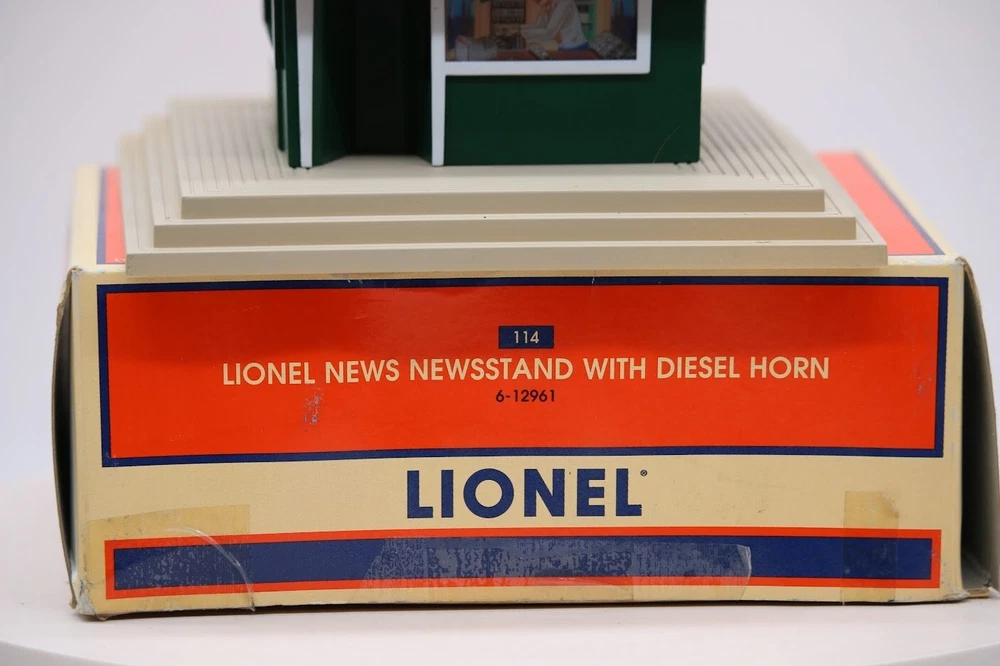 114
LIONEL NEWS NEWSSTAND WITH DIESEL HORN
6-12961
LIONEL®